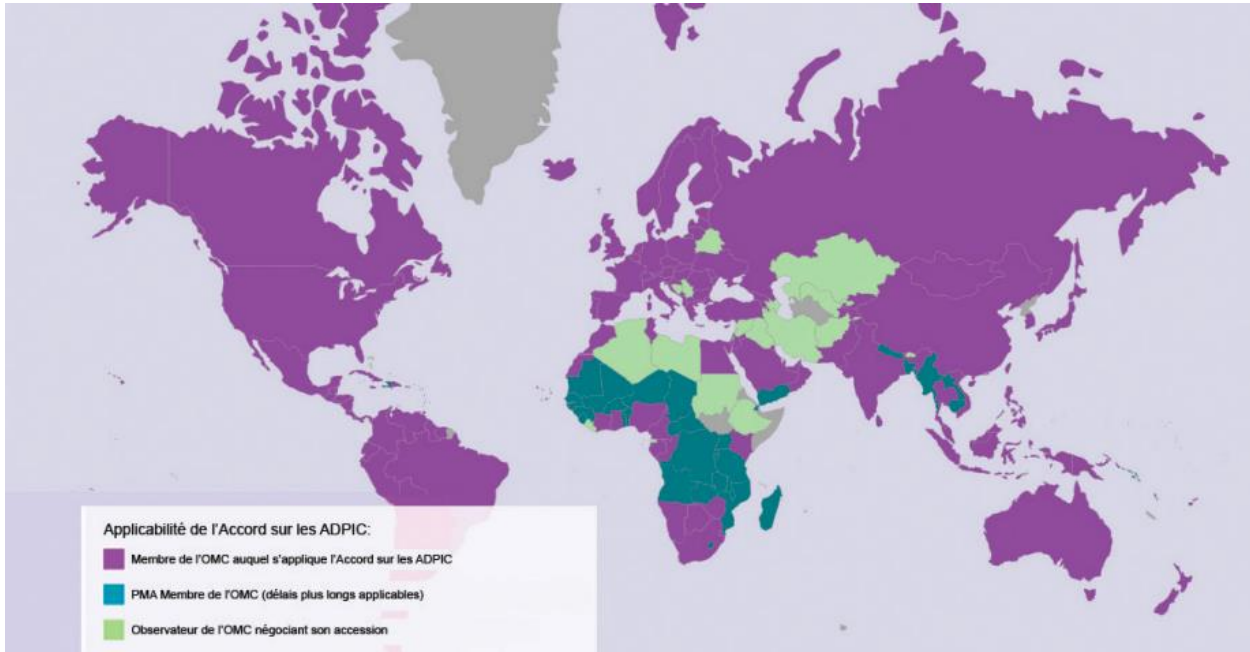 Applicabilité de l'Accord sur les ADPIC:
Membre de l'OMC auquel s'applique l'Accord sur les ADPIC
PMA Membre de l'OMC (délais plus longs applicables)
Observateur de l'OMC négociant son accession